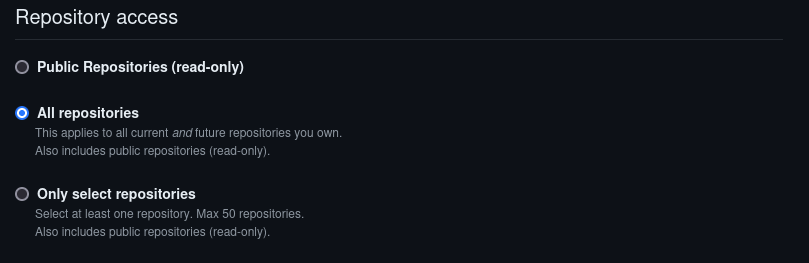 Repository access
Public Repositories (read-only)
All repositories
This applies to all current and future repositories you own.
Also includes public repositories (read-only).
Only select repositories
Select at least one repository. Max 50 repositories.
Also includes public repositories (read-only).